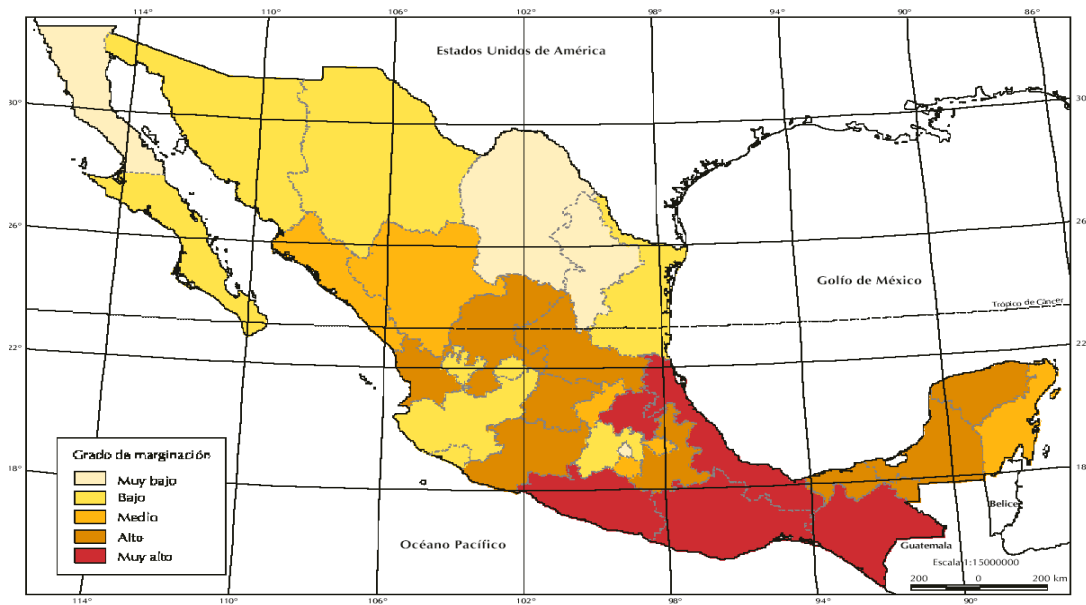 114°
110°
106°
102°
98°
94°
90°
86°
Estados Unidos de América
30°
30
26°
26
Golfo de México
Trópico de Cáncer
22°
22
Grado de marginación
Muy bajo
Bajo
Medio
Alto
Muy alto
18°
18
Belice
Océano Pacífico
Guatemala
Escala 1:15000000
200 0 200 km
114°
110°
106°
102°
98°
94°
90°